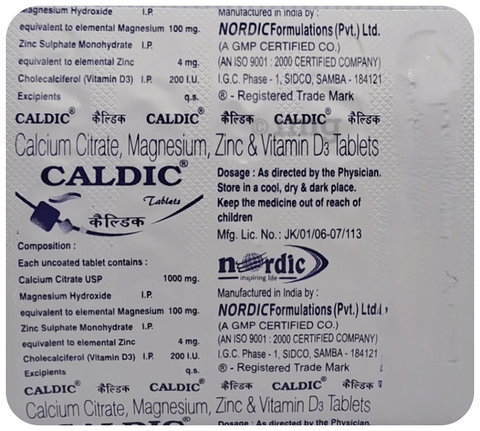 Magnesium Hydroxide I.P.
equivalent to elemental Magnesium 100 mg.
Zinc Sulphate Monohydrate I.P.
equivalent to elemental Zinc 4 mg.
Cholecalciferol (Vitamin D3) I.P. 200 I.U.
Excipients q.s.
Manufactured in india by :
NORDIC Formulations (Pvt.) Ltd.
(A GMP CERTIFIED CO.)
(AN ISO 9001 : 2000 CERTIFIED COMPANY)
I.G.C. Phase - 1, SIDCO, SAMBA - 184121
® - Registered Trade Mark
CALDIC® कैल्डिक CALDIC® कैल्डिक CALDIC® कैल्डिक
Calcium Citrate, Magnesium, Zinc & Vitamin D3 Tablets
CALDIC®
Tablets
कैल्डिक
Composition :
Each uncoated tablet contains :
Calcium Citrate USP 1000 mg.
Magnesium Hydroxide I.P.
equivalent to elemental Magnesium 100 mg.
Zinc Sulphate Monohydrate I.P.
equivalent to elemental Zinc 4 mg.
Cholecalciferol (Vitamin D3) I.P. 200 I.U.
Excipients q.s.
Dosage : As directed by the Physician.
Store in a cool, dry & dark place.
Keep the medicine out of reach of
children
Mfg. Lic. No.: JK/01/06-07/113
nordic
inspiring life
Manufactured in India by :
NORDIC Formulations (Pvt.) Ltd.
(A GMP CERTIFIED CO.)
(AN ISO 9001 : 2000 CERTIFIED COMPANY)
I.G.C. Phase - 1, SIDCO, SAMBA - 184121
® - Registered Trade Mark
CALDIC® कैल्डिक CALDIC® कैल्डिक CALDIC® कैल्डिक
Calcium Citrate, Magnesium, Zinc & Vitamin D3 Tablets
Dosage : As directed by the Physician.